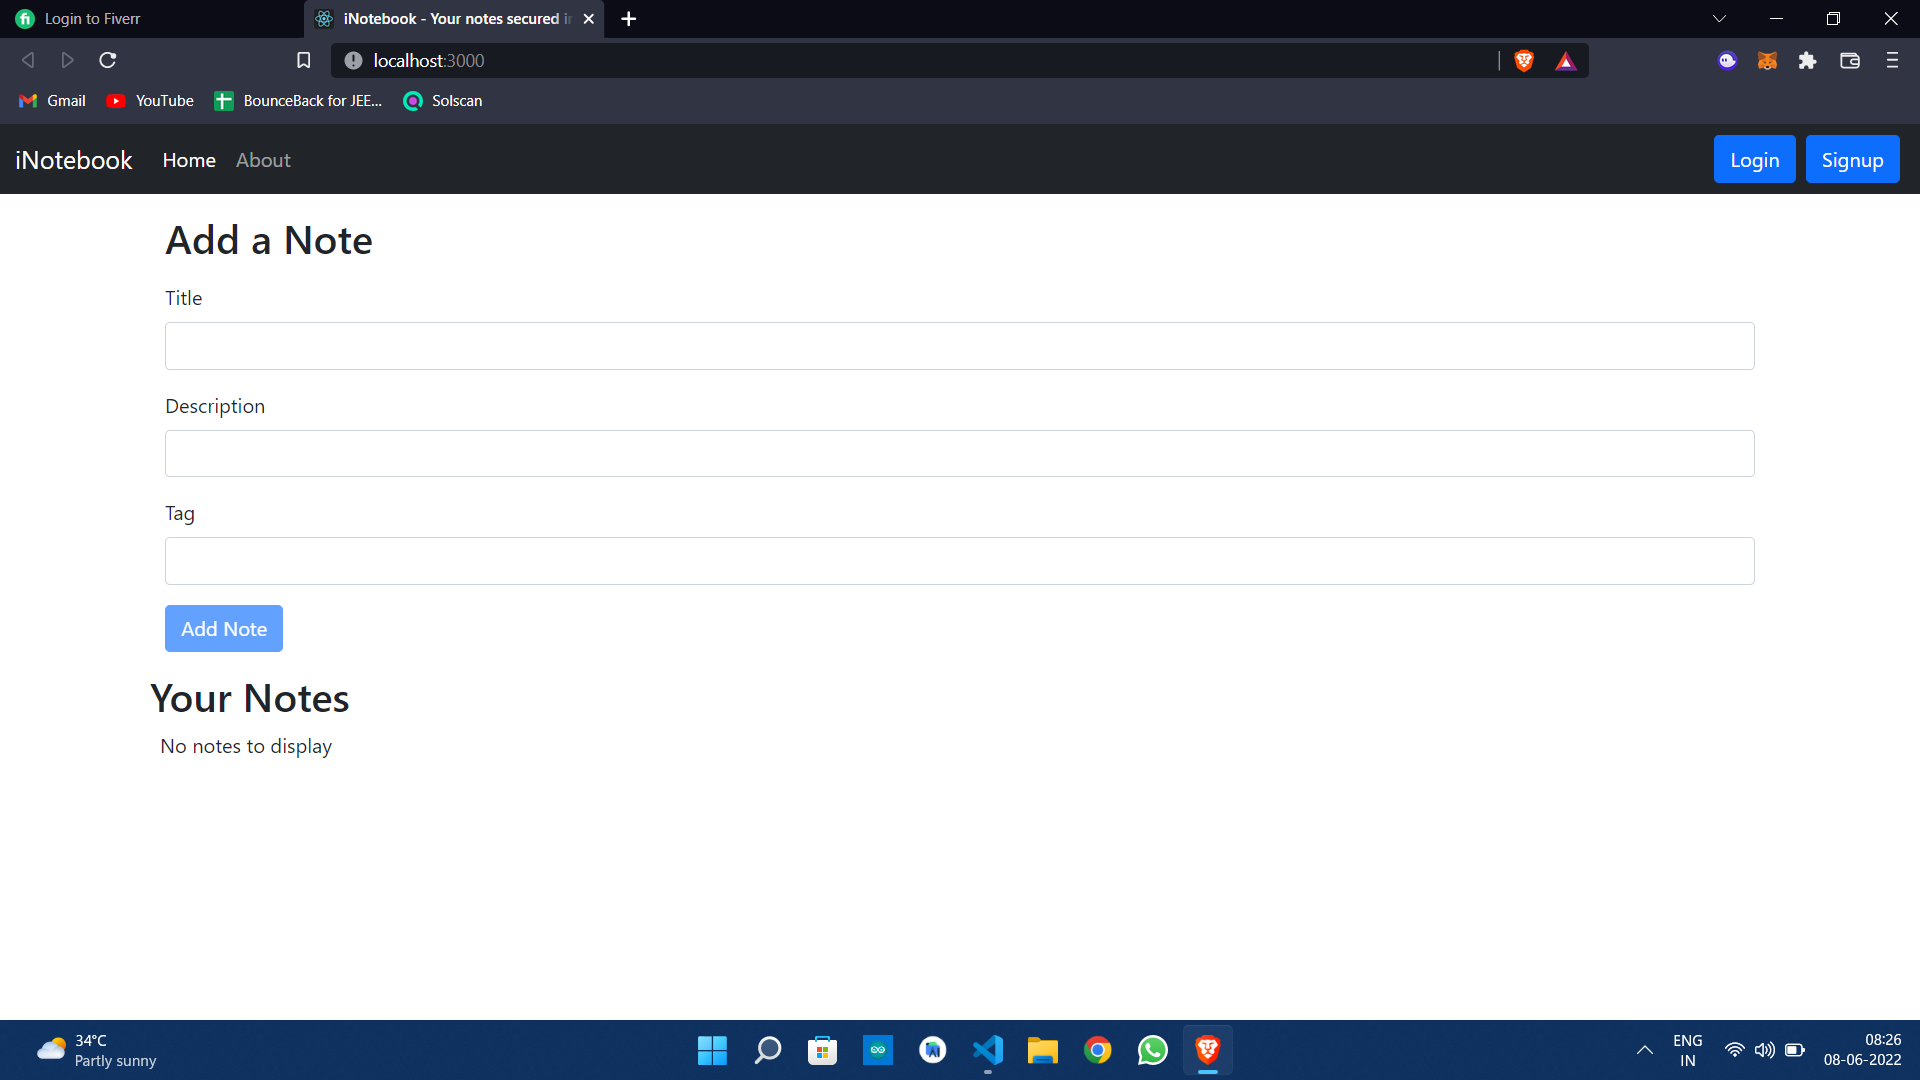 Login to Fiverr
iNotebook - Your notes secured i
localhost:3000
Gmail
YouTube
BounceBack for JEE...
Solscan
iNotebook
Home
About
Login
Signup
Add a Note
Title
Description
Tag
Add Note
Your Notes
No notes to display
34°C
Partly sunny
ENG
IN
08:26
08-06-2022